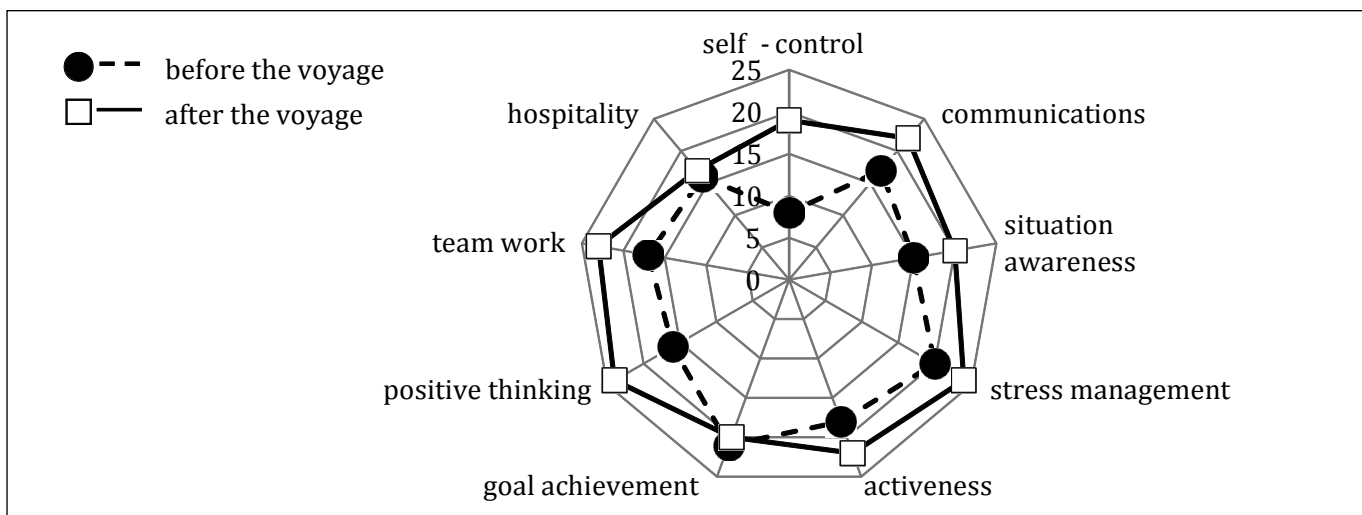 before the voyage
after the voyage
self - control
communications
situation
awareness
stress management
activeness
goal achievement
positive thinking
team work
hospitality
25
20
15
10
5
0